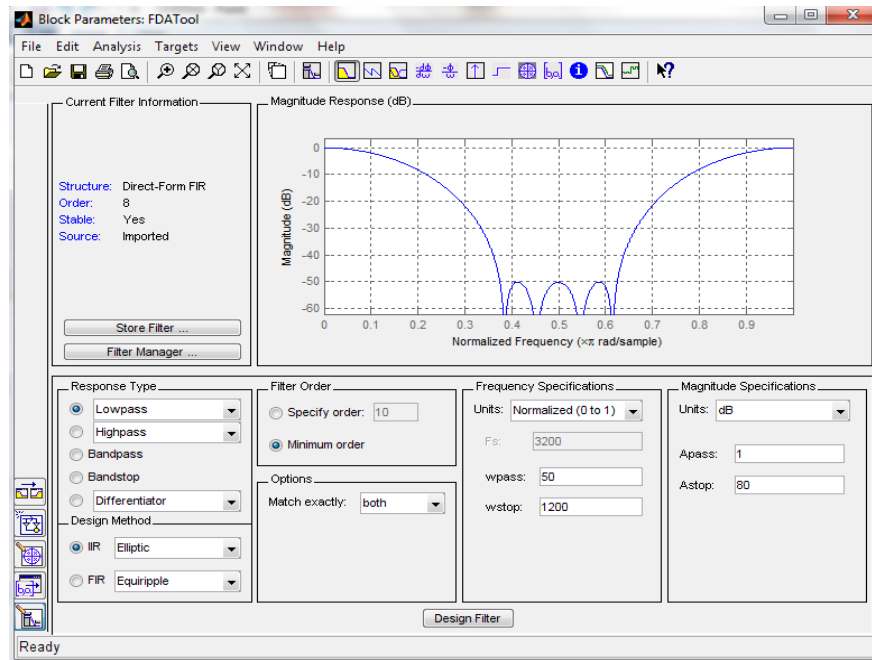 Block Parameters: FDATool
File Edit Analysis Targets View Window Help
Current Filter Information
Structure: Direct-Form FIR
Order: 8
Stable: Yes
Source: Imported
Store Filter ...
Filter Manager ...
Magnitude Response (dB)
Magnitude (dB)
0
-10
-20
-30
-40
-50
-60
0 0.1 0.2 0.3 0.4 0.5 0.6 0.7 0.8 0.9
Normalized Frequency (×π rad/sample)
Response Type
Lowpass
Highpass
Bandpass
Bandstop
Differentiator
Design Method
IIR Elliptic
FIR Equiripple
Filter Order
Specify order: 10
Minimum order
Options
Match exactly: both
Frequency Specifications
Units: Normalized (0 to 1)
Fs: 3200
wpass: 50
wstop: 1200
Magnitude Specifications
Units: dB
Apass: 1
Astop: 80
Design Filter
Ready